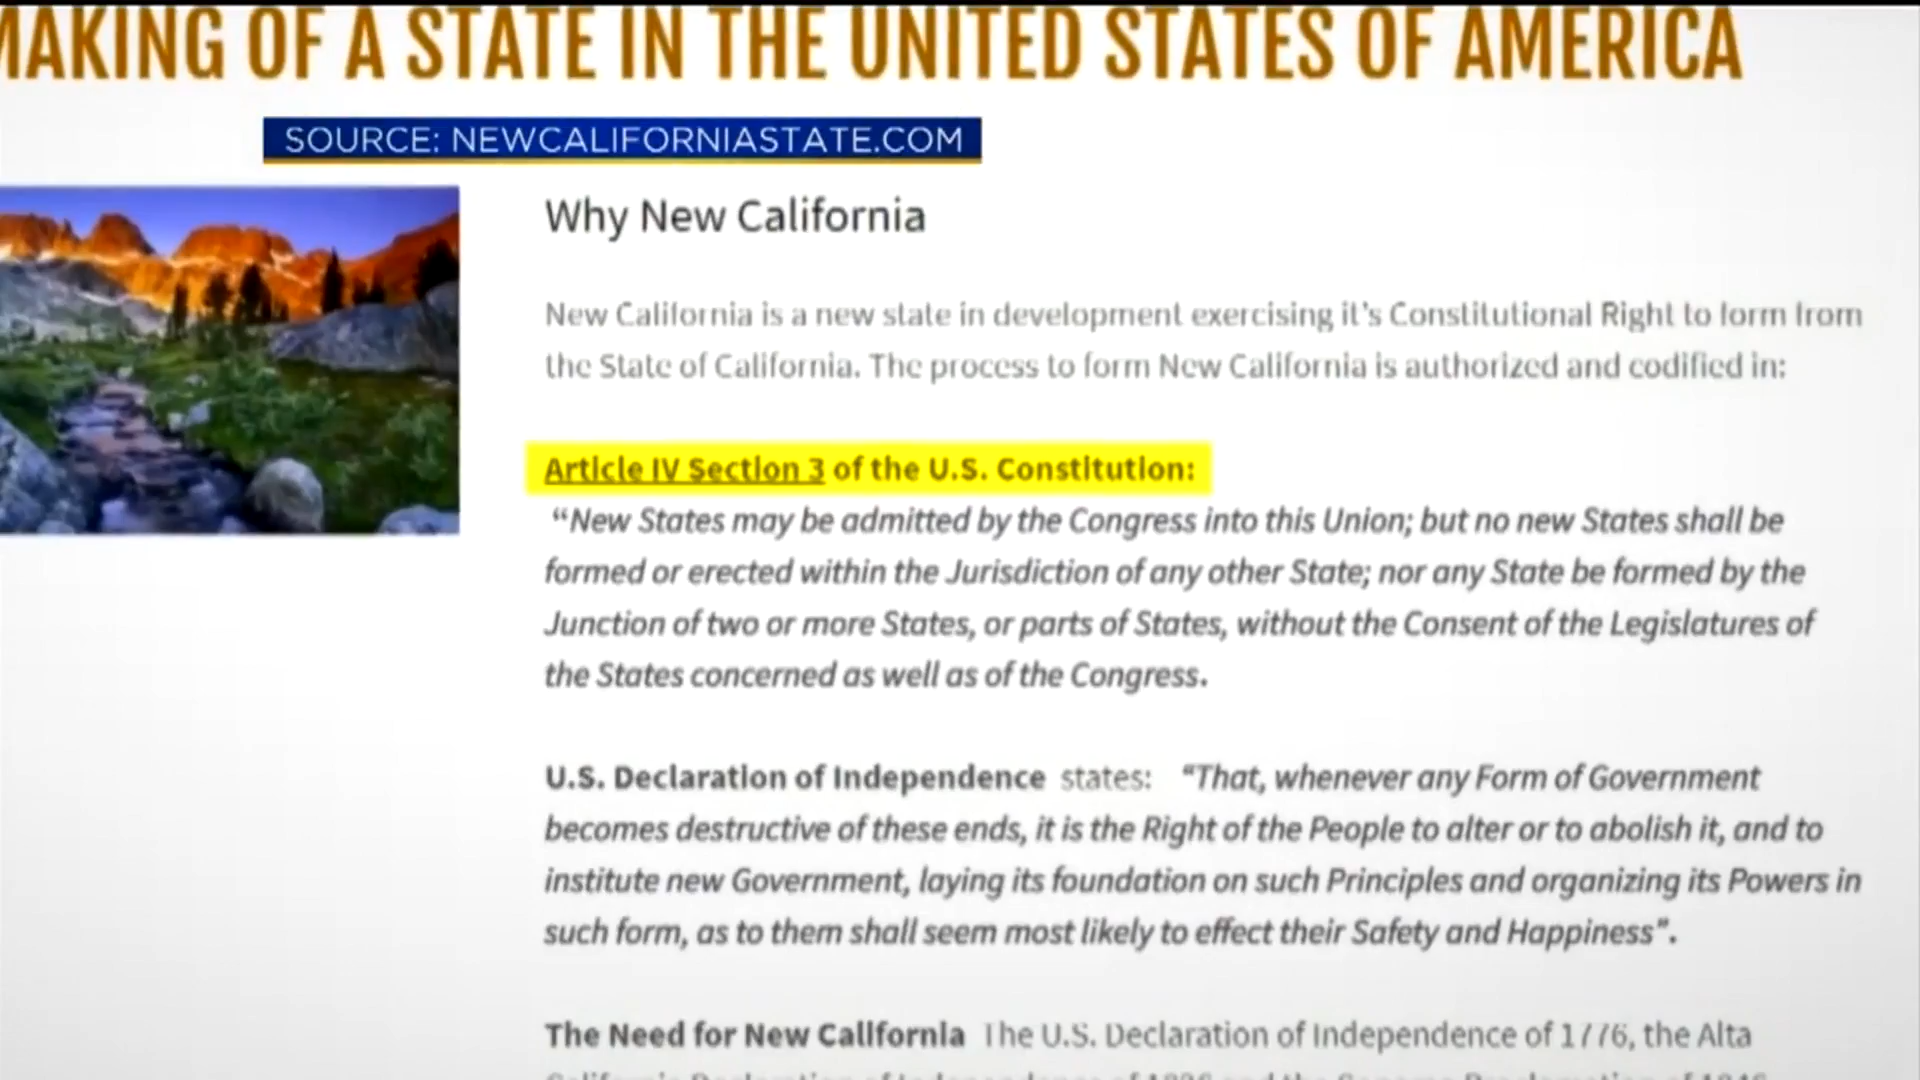 MAKING OF A STATE IN THE UNITED STATES OF AMERICA
SOURCE: NEWCALIFORNIASTATE.COM
Why New California
New California is a new state in development exercising it's Constitutional Right to form from
the State of California. The process to form New California is authorized and codified in:
Article IV Section 3 of the U.S. Constitution:
“New States may be admitted by the Congress into this Union; but no new States shall be
formed or erected within the Jurisdiction of any other State; nor any State be formed by the
Junction of two or more States, or parts of States, without the Consent of the Legislatures of
the States concerned as well as of the Congress.
U.S. Declaration of Independence states: “That, whenever any Form of Government
becomes destructive of these ends, it is the Right of the People to alter or to abolish it, and to
institute new Government, laying its foundation on such Principles and organizing its Powers in
such form, as to them shall seem most likely to effect their Safety and Happiness”.
The Need for New California The U.S. Declaration of Independence of 1776, the Alta